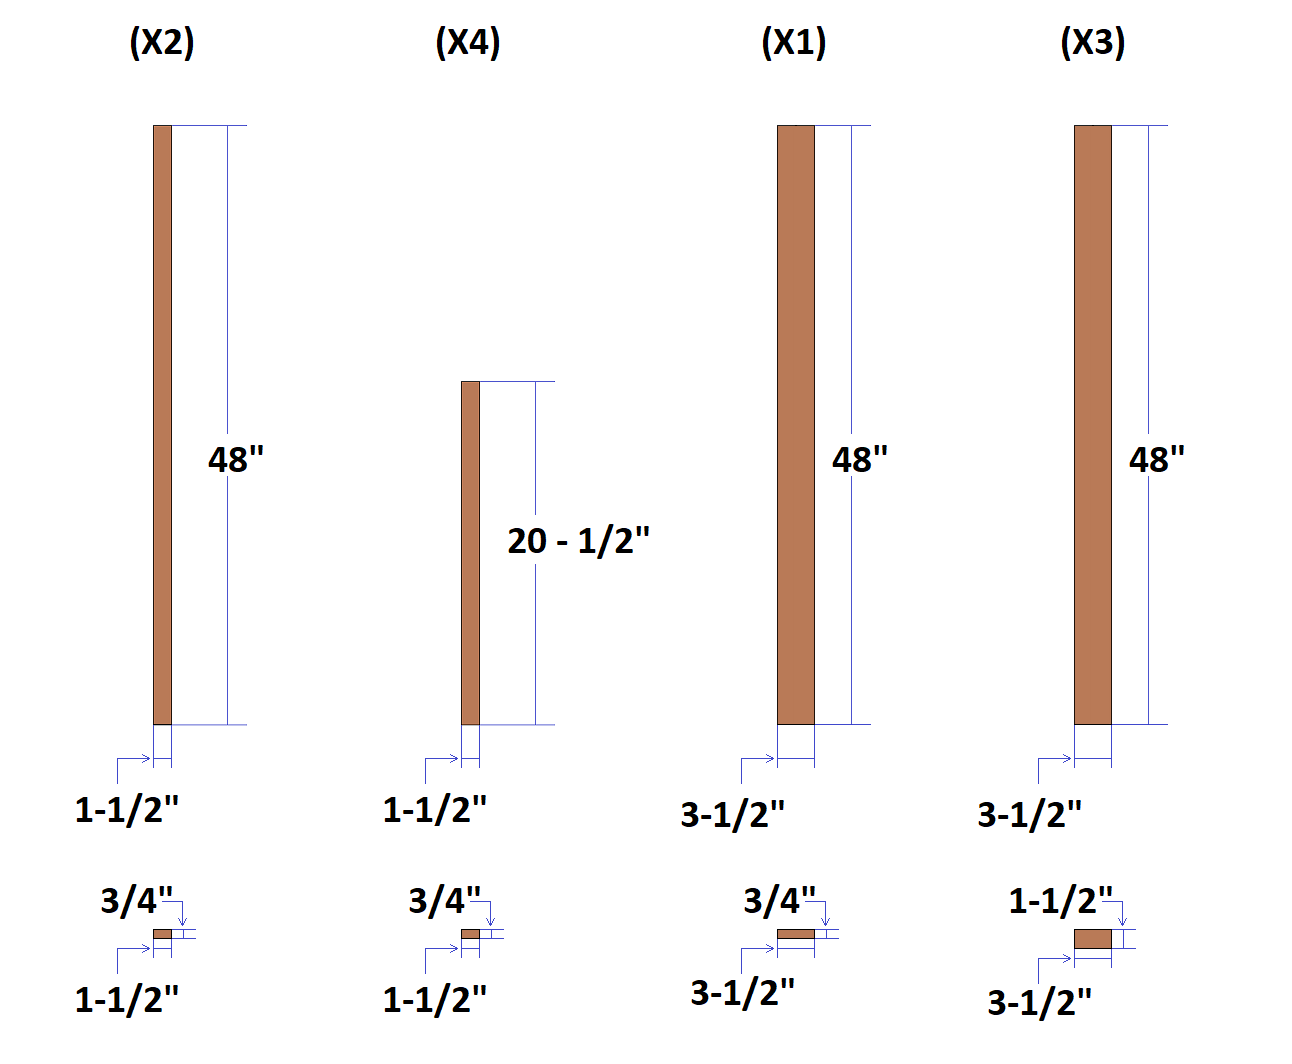 (X2) (X4) (X1) (X3)
48" 48" 48"
20 - 1/2"
1-1/2" 1-1/2" 3-1/2" 3-1/2"
3/4" 3/4" 3/4" 1-1/2"
1-1/2" 1-1/2" 3-1/2" 3-1/2"